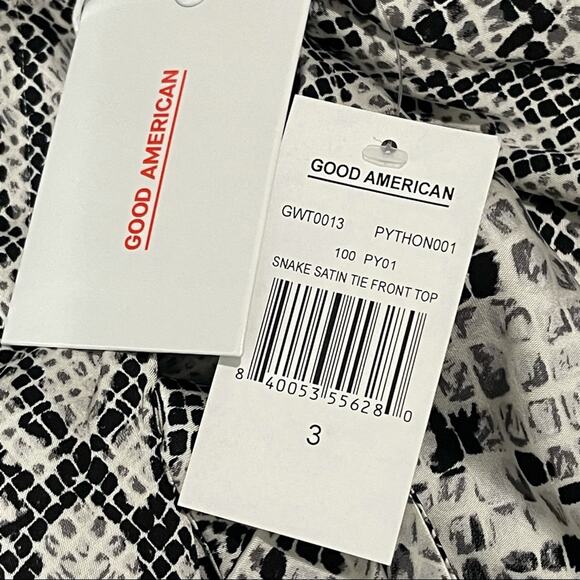 GOOD AMERICAN
GOOD AMERICAN
GWT0013 PYTHON001
100 PY01
SNAKE SATIN TIE FRONT TOP
8 40053 55628 0
3